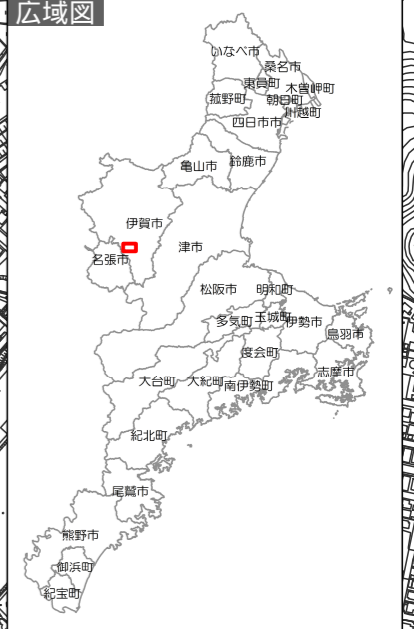 広域図
いなべ市
桑名市
東員町
木曽岬町
菰野町
朝日町
川越町
四日市市
亀山市
鈴鹿市
伊賀市
津市
名張市
松阪市
明和町
多気町
玉城町
伊勢市
鳥羽市
度会町
志摩市
大台町
大紀町
南伊勢町
紀北町
尾鷲市
熊野市
御浜町
紀宝町